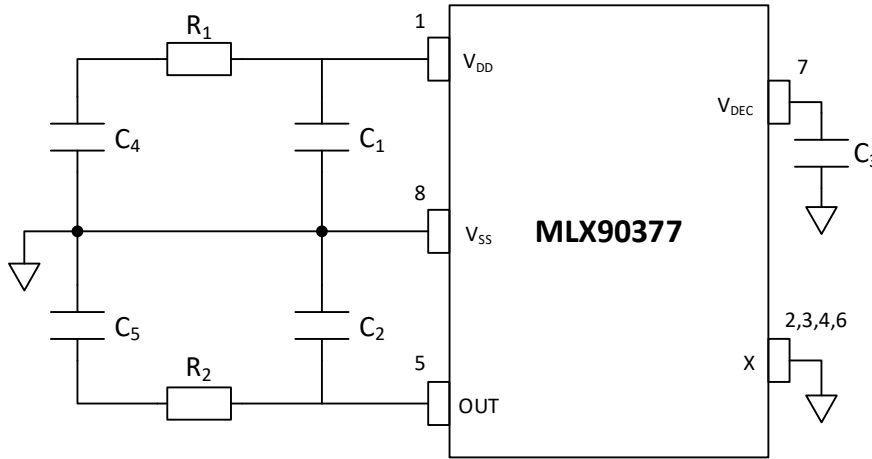 R1
1
7
VDD
VDEC
C4
C1
C3
8
VSS
MLX90377
C5
C2
2,3,4,6
R2
5
X
OUT